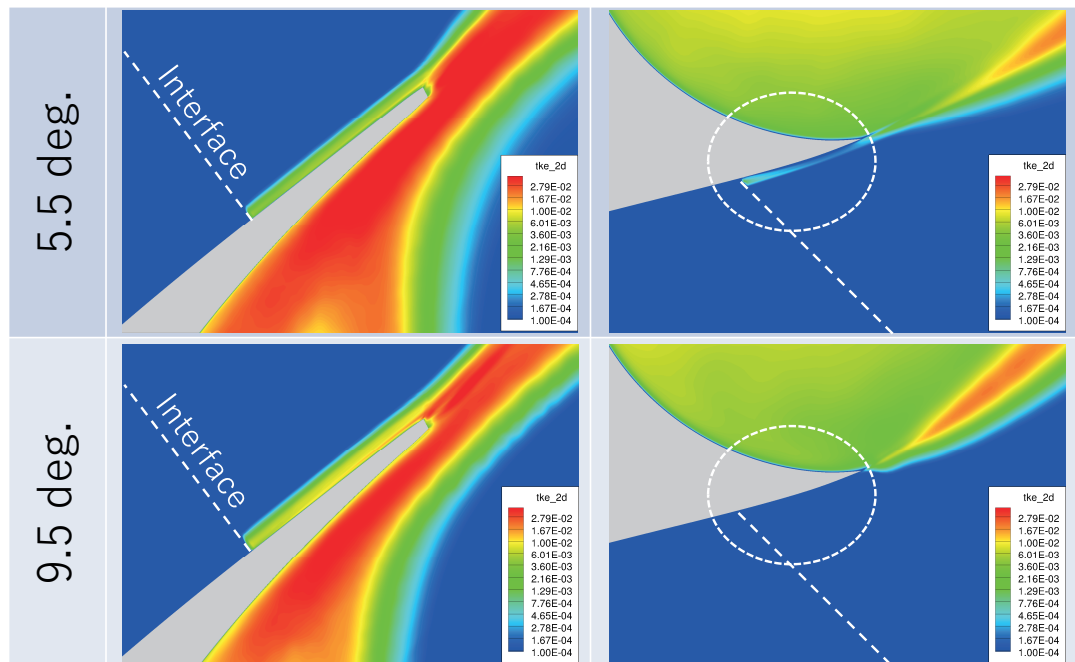 5.5 deg.
Interface
tke_2d
2.79E-02
1.67E-02
1.00E-02
6.01E-03
3.60E-03
2.16E-03
1.29E-03
7.76E-04
4.65E-04
2.78E-04
1.67E-04
1.00E-04
tke_2d
2.79E-02
1.67E-02
1.00E-02
6.01E-03
3.60E-03
2.16E-03
1.29E-03
7.76E-04
4.65E-04
2.78E-04
1.67E-04
1.00E-04
9.5 deg.
Interface
tke_2d
2.79E-02
1.67E-02
1.00E-02
6.01E-03
3.60E-03
2.16E-03
1.29E-03
7.76E-04
4.65E-04
2.78E-04
1.67E-04
1.00E-04
tke_2d
2.79E-02
1.67E-02
1.00E-02
6.01E-03
3.60E-03
2.16E-03
1.29E-03
7.76E-04
4.65E-04
2.78E-04
1.67E-04
1.00E-04